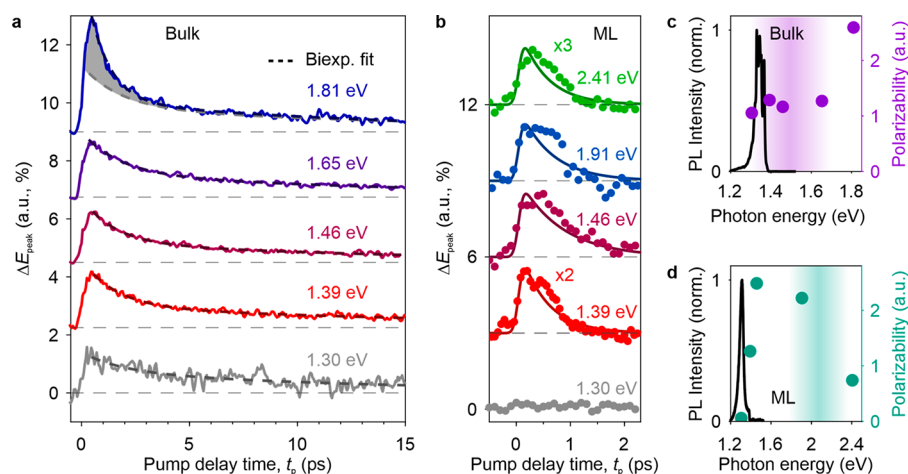 a
Bulk
Biexp. fit
1.81 eV
1.65 eV
1.46 eV
1.39 eV
1.30 eV
ΔE_peak (a.u., %)
12
10
8
6
4
2
0
0
5
10
15
Pump delay time, t_p (ps)
b
ML
x3
2.41 eV
1.91 eV
1.46 eV
x2
1.39 eV
1.30 eV
ΔE_peak (a.u., %)
12
6
0
0
1
2
Pump delay time, t_p (ps)
c
Bulk
PL Intensity (norm.)
1
0
Polarizability (a.u.)
2
1
0
1.2
1.4
1.6
1.8
Photon energy (eV)
d
ML
PL Intensity (norm.)
1
0
Polarizability (a.u.)
2
1
0
1.2
1.6
2.0
2.4
Photon energy (eV)